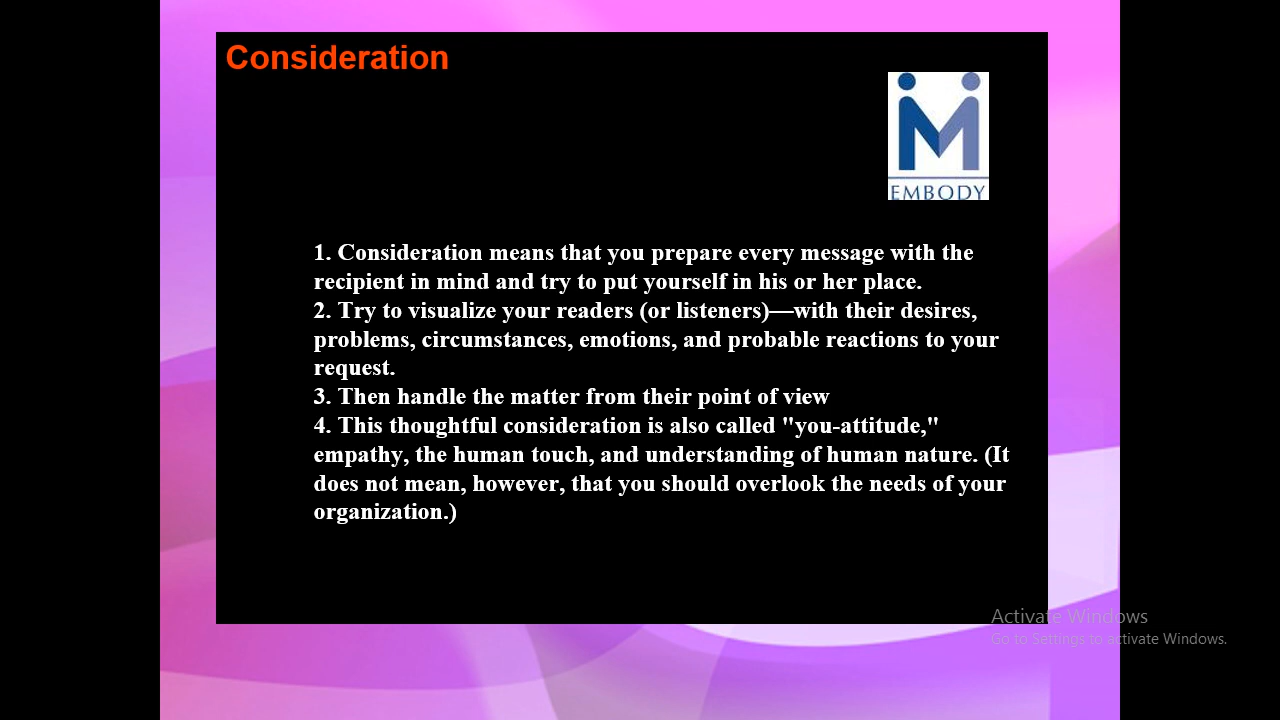 Consideration
EMBODY
1. Consideration means that you prepare every message with the
recipient in mind and try to put yourself in his or her place.
2. Try to visualize your readers (or listeners)—with their desires,
problems, circumstances, emotions, and probable reactions to your
request.
3. Then handle the matter from their point of view
4. This thoughtful consideration is also called "you-attitude,"
empathy, the human touch, and understanding of human nature. (It
does not mean, however, that you should overlook the needs of your
organization.)
Activate Windows
Go to Settings to activate Windows.